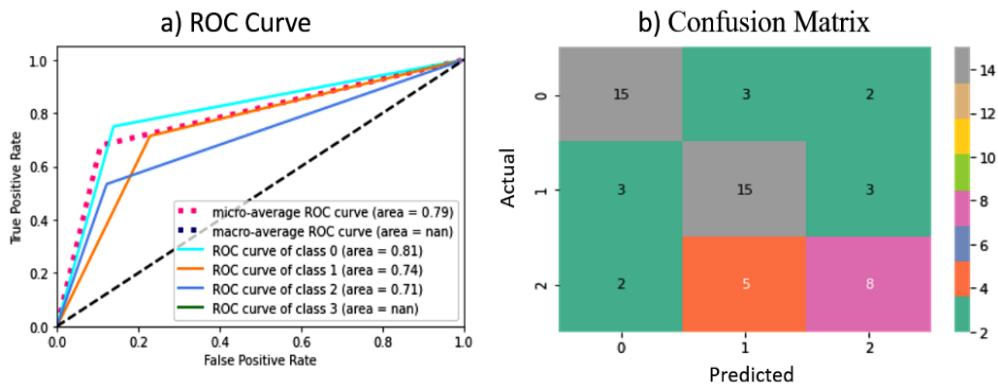 a) ROC Curve
1.0
0.8
0.6
0.4
0.2
0.0
True Positive Rate
micro-average ROC curve (area = 0.79)
macro-average ROC curve (area = nan)
ROC curve of class 0 (area = 0.81)
ROC curve of class 1 (area = 0.74)
ROC curve of class 2 (area = 0.71)
ROC curve of class 3 (area = nan)
0.0 0.2 0.4 0.6 0.8 1.0
False Positive Rate
b) Confusion Matrix
Actual
0 15 3 2
1 3 15 3
2 2 5 8
0 1 2
Predicted
14
12
10
8
6
4
2